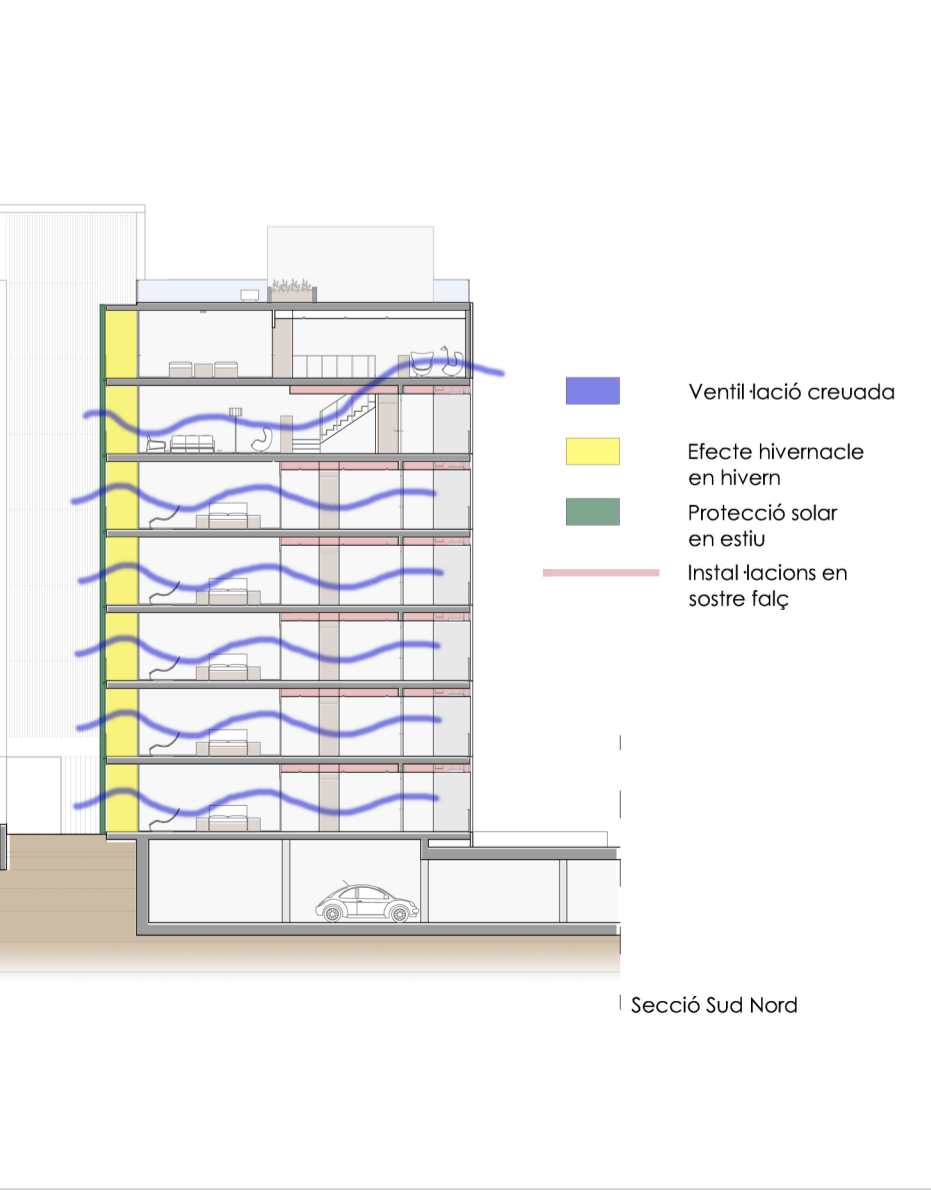 Ventil·lació creuada
Efecte hivernacle
en hivern
Protecció solar
en estiu
Instal·lacions en
sostre falç
Secció Sud Nord